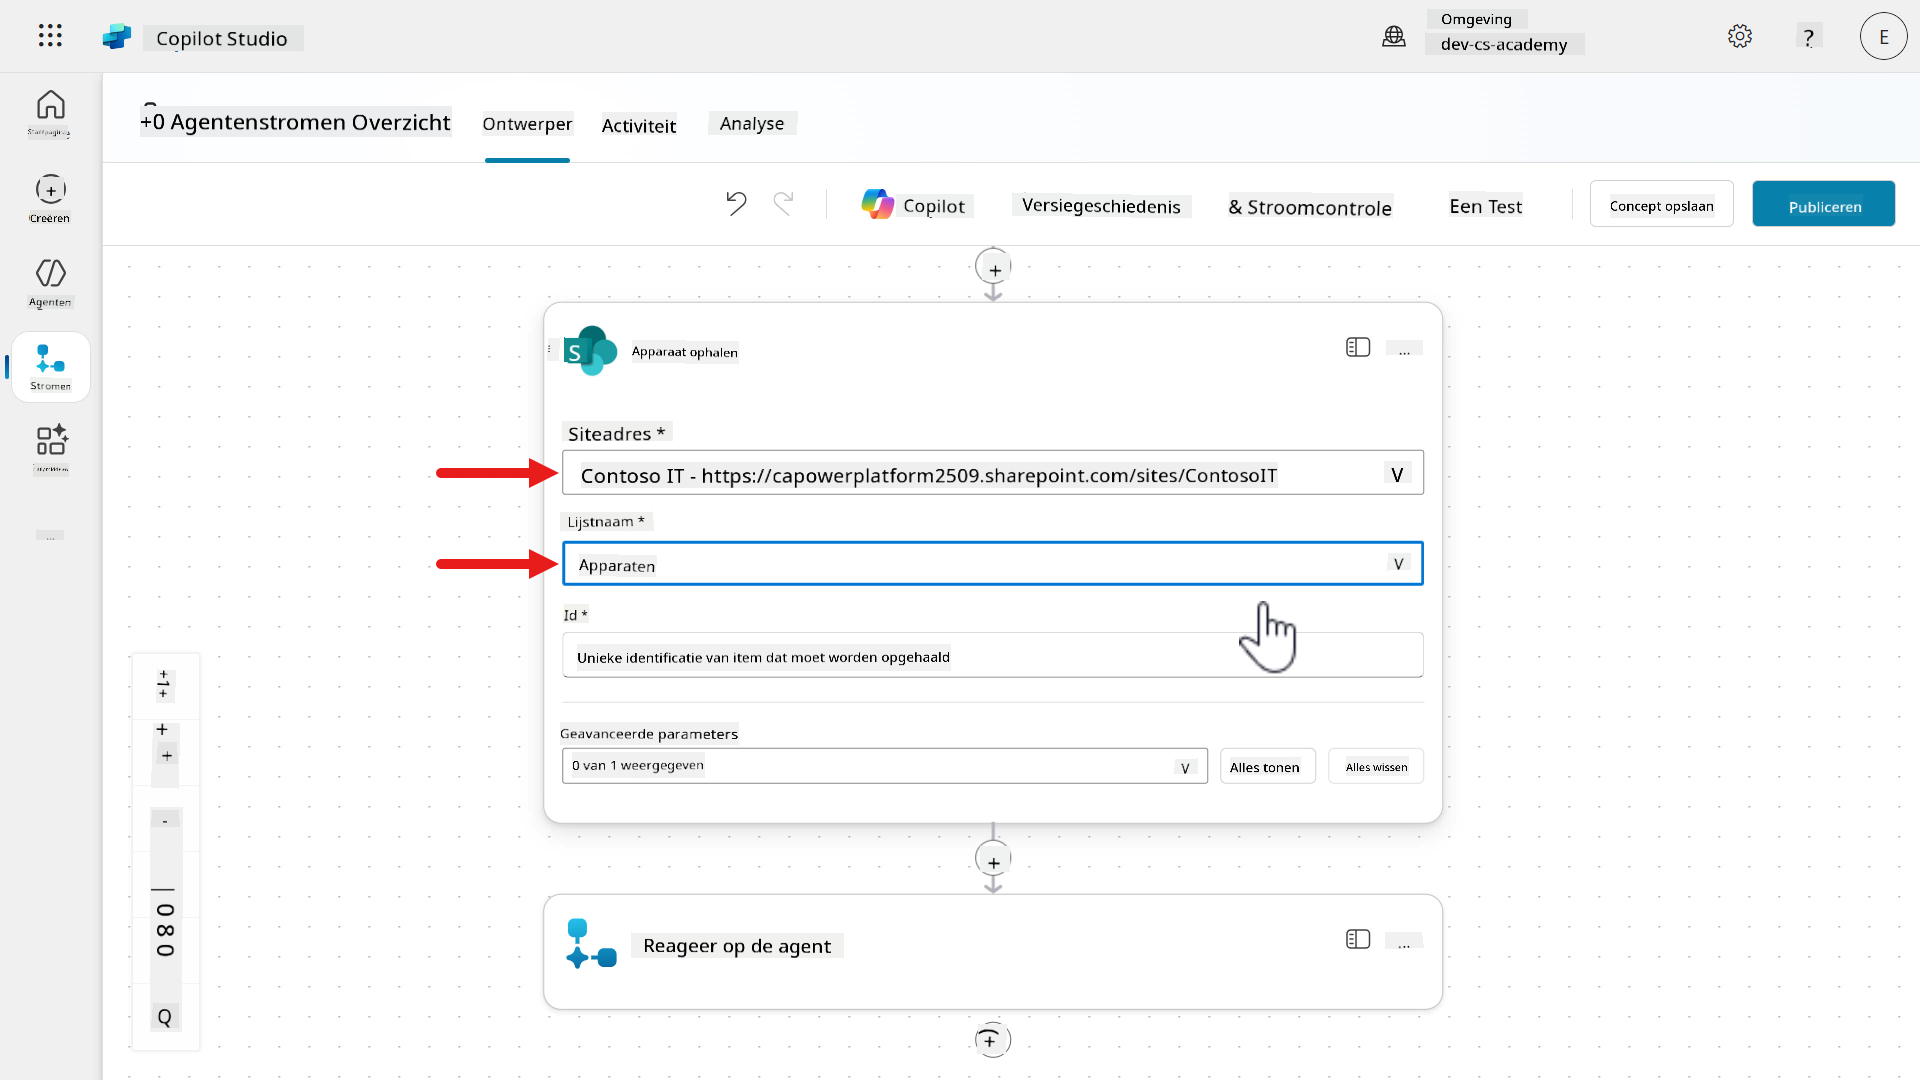 Copilot Studio
Omgeving
dev-cs-academy
?
E
+0 Agentenstromen Overzicht
Ontwerper
Activiteit
Analyse
Creëren
Agenten
Stromen
...
Copilot
Versiegeschiedenis
& Stroomcontrole
Een Test
Concept opslaan
Publiceren
S
Apparaat ophalen
...
Siteadres *
Contoso IT - https://capowerplatform2509.sharepoint.com/sites/ContosoIT
V
Lijstnaam *
Apparaten
V
Id *
Unieke identificatie van item dat moet worden opgehaald
Geavanceerde parameters
0 van 1 weergegeven
V
Alles tonen
Alles wissen
Reageer op de agent
...